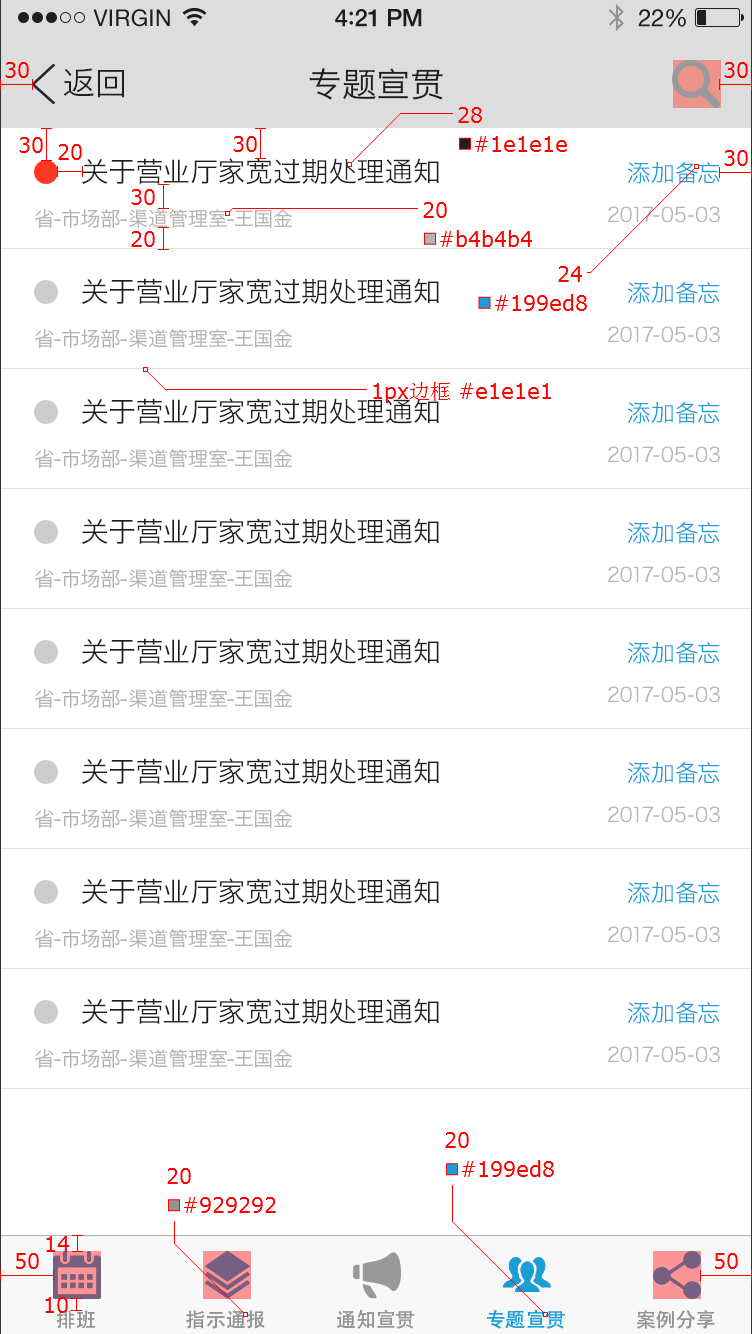 VIRGIN 4:21 PM 22%
30 返回 专题宣贯 30
28
#1e1e1e
30 20 30 30
关于营业厅家宽过期处理通知 添加备忘
30 20
省-市场部-渠道管理室-王国金 2017-05-03
20 #b4b4b4
24
关于营业厅家宽过期处理通知 #199ed8 添加备忘
省-市场部-渠道管理室-王国金 2017-05-03
1px边框 #e1e1e1
关于营业厅家宽过期处理通知 添加备忘
省-市场部-渠道管理室-王国金 2017-05-03
关于营业厅家宽过期处理通知 添加备忘
省-市场部-渠道管理室-王国金 2017-05-03
关于营业厅家宽过期处理通知 添加备忘
省-市场部-渠道管理室-王国金 2017-05-03
关于营业厅家宽过期处理通知 添加备忘
省-市场部-渠道管理室-王国金 2017-05-03
关于营业厅家宽过期处理通知 添加备忘
省-市场部-渠道管理室-王国金 2017-05-03
关于营业厅家宽过期处理通知 添加备忘
省-市场部-渠道管理室-王国金 2017-05-03
20
#199ed8
20
#929292
14
50 50
10
排班 指示通报 通知宣贯 专题宣贯 案例分享